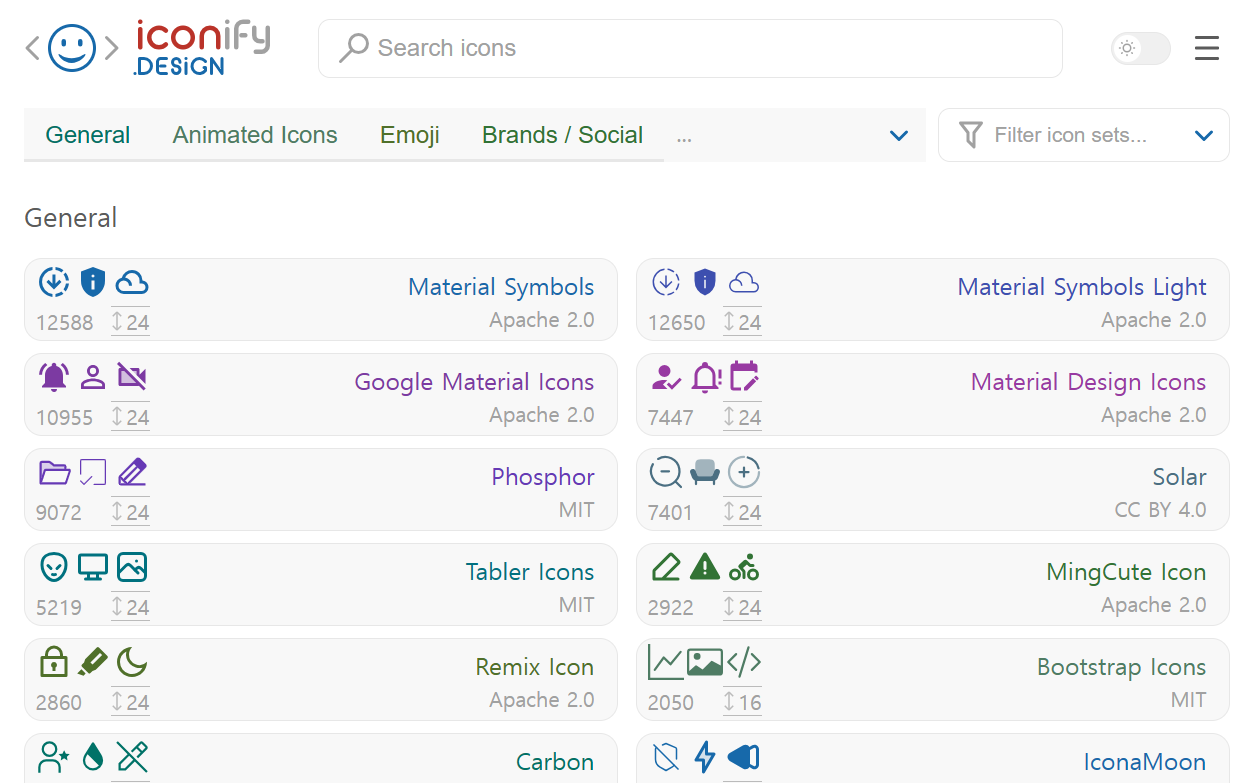 iconify
.DESiGN
Search icons
General
Animated Icons
Emoji
Brands / Social
...
Filter icon sets...
General
Material Symbols
12588
24
Apache 2.0
Material Symbols Light
12650
24
Apache 2.0
Google Material Icons
10955
24
Apache 2.0
Material Design Icons
7447
24
Apache 2.0
Phosphor
9072
24
MIT
Solar
7401
24
CC BY 4.0
Tabler Icons
5219
24
MIT
MingCute Icon
2922
24
Apache 2.0
Remix Icon
2860
24
Apache 2.0
Bootstrap Icons
2050
16
MIT
Carbon
IconaMoon